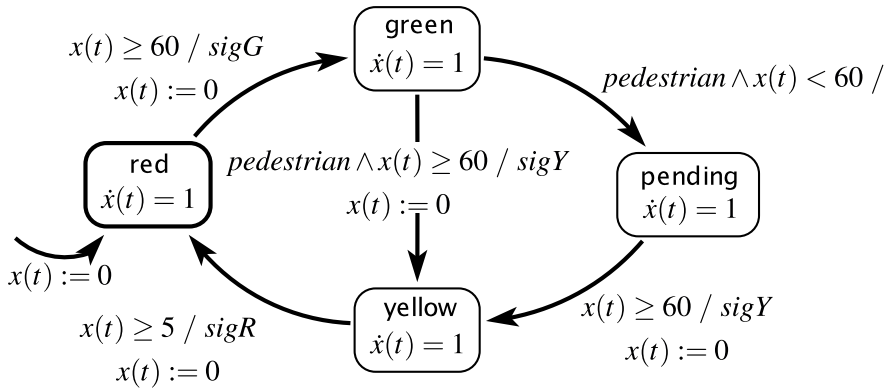 green
ẋ(t) = 1
x(t) ≥ 60 / sigG
x(t) := 0
pedestrian ∧ x(t) < 60 /
red
ẋ(t) = 1
pedestrian ∧ x(t) ≥ 60 / sigY
x(t) := 0
pending
ẋ(t) = 1
x(t) := 0
yellow
ẋ(t) = 1
x(t) ≥ 5 / sigR
x(t) := 0
x(t) ≥ 60 / sigY
x(t) := 0